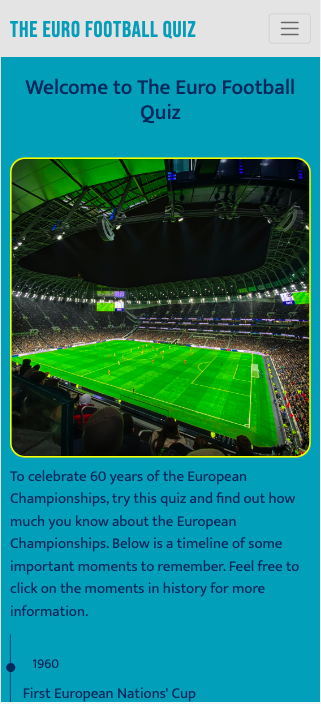 THE EURO FOOTBALL QUIZ
Welcome to The Euro Football
Quiz
To celebrate 60 years of the European
Championships, try this quiz and find out how
much you know about the European
Championships. Below is a timeline of some
important moments to remember. Feel free to
click on the moments in history for more
information.
1960
First European Nations' Cup